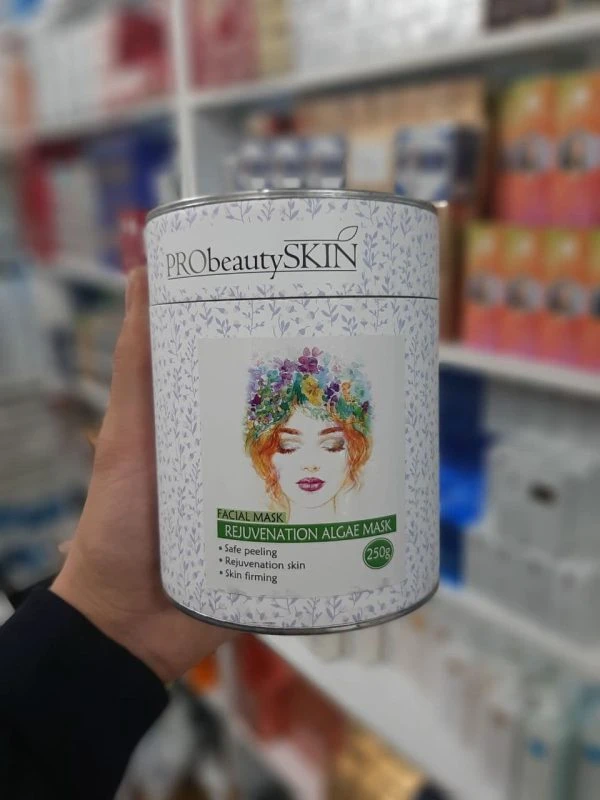 PRObeautySKIN
FACIAL MASK
REJUVENATION ALGAE MASK
• Safe peeling
• Rejuvenation skin
• Skin firming
250g